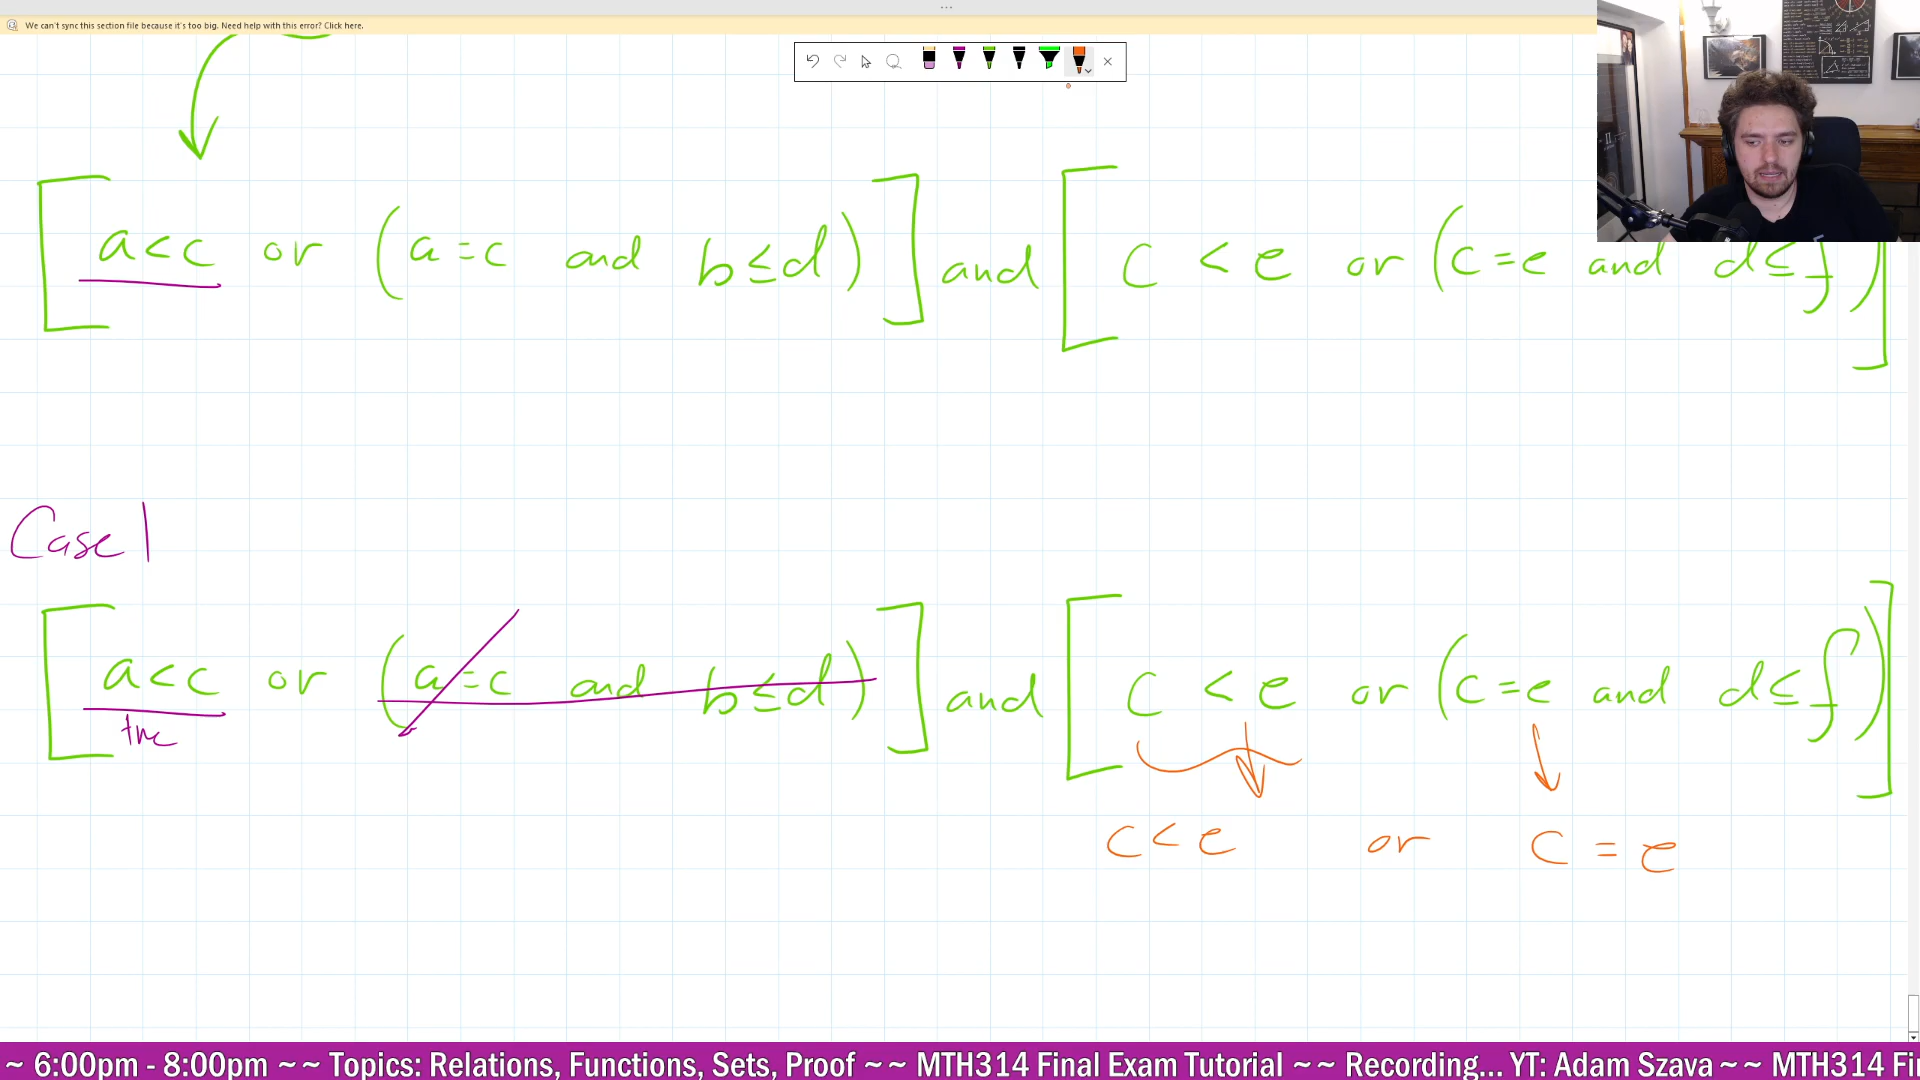 We can't sync this section file because it's too big. Need help with this error? Click here.
[a<c or (a=c and b≤d)] and [c<e or (c=e and d≤f)]
Case 1
[a<c or (a=c and b≤d)] and [c<e or (c=e and d≤f)]
true
c<e or c=e
~ 6:00pm - 8:00pm ~~ Topics: Relations, Functions, Sets, Proof ~~ MTH314 Final Exam Tutorial ~~ Recording... YT: Adam Szava ~~ MTH314 Fi